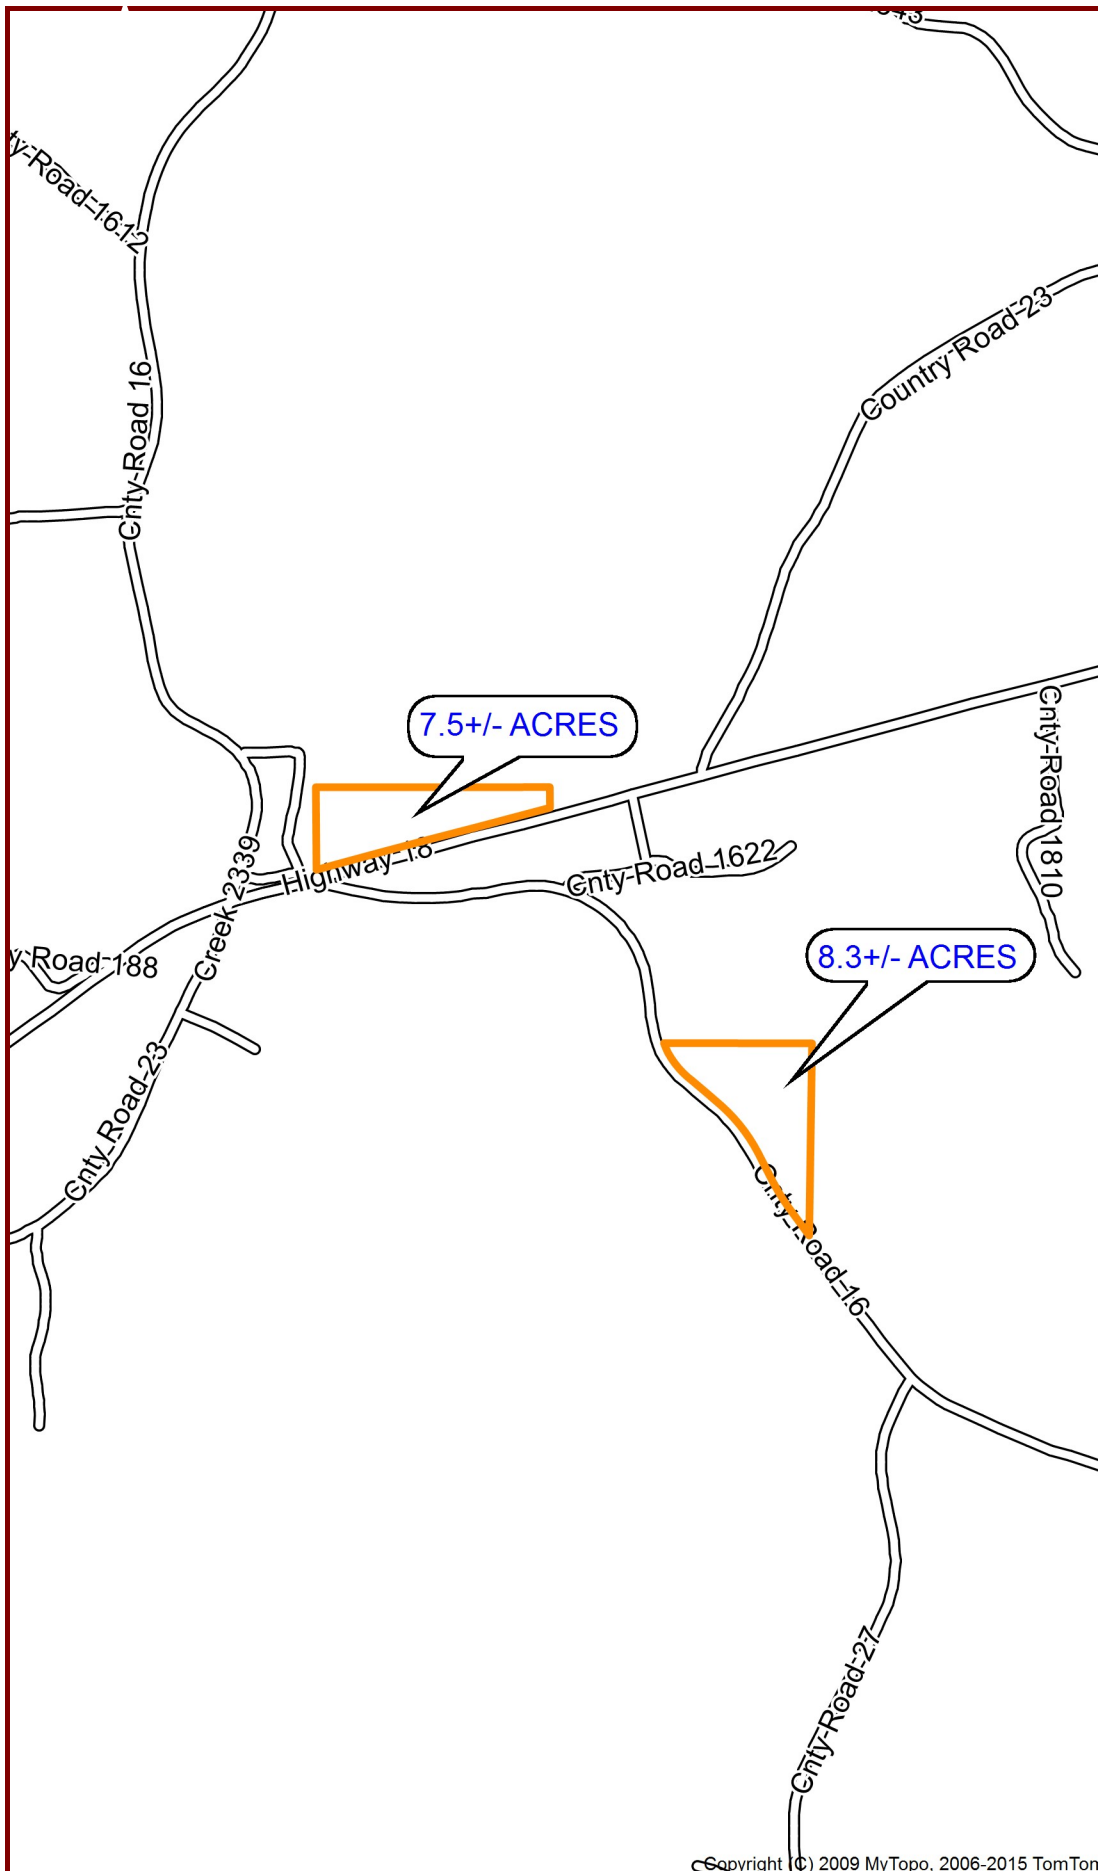 343
ty-Road-1612
Country-Road-23
Cnty-Road 16
Cnty-Road 1810
7.5+/- ACRES
Highway-18
Cnty-Road-1622
Creek-2339
y Road-188
8.3+/- ACRES
Cnty-Road-23
Cnty-Road-16
Cnty-Road-27
Copyright (C) 2009 MyTopo, 2006-2015 TomTom